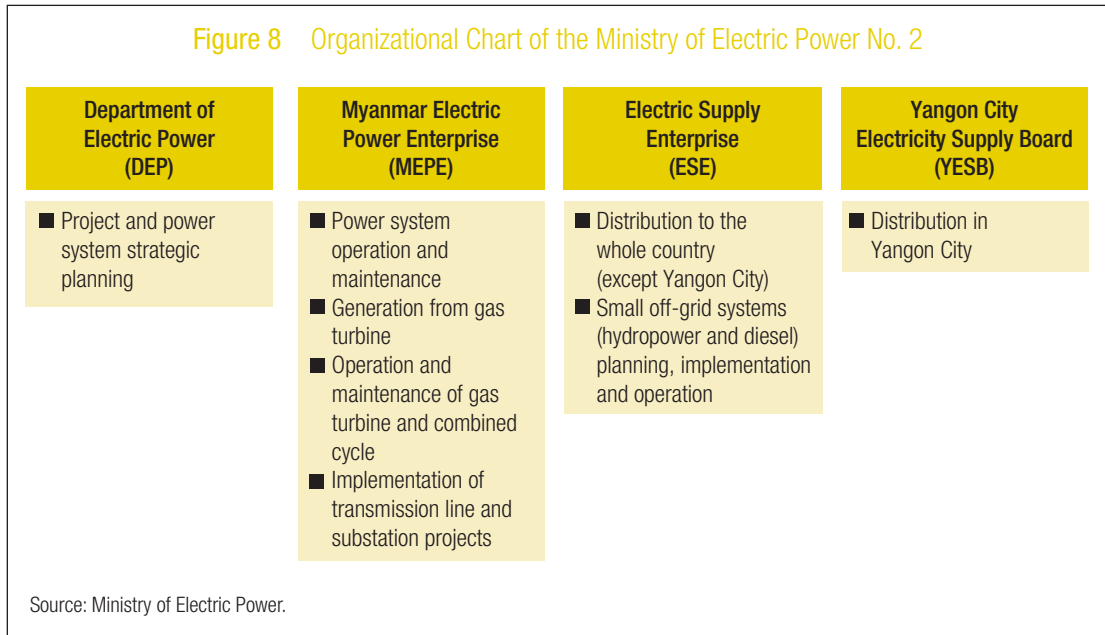 Figure 8 Organizational Chart of the Ministry of Electric Power No. 2
Department of
Electric Power
(DEP)
■ Project and power
system strategic
planning
Myanmar Electric
Power Enterprise
(MEPE)
■ Power system
operation and
maintenance
■ Generation from gas
turbine
■ Operation and
maintenance of gas
turbine and combined
cycle
■ Implementation of
transmission line and
substation projects
Electric Supply
Enterprise
(ESE)
■ Distribution to the
whole country
(except Yangon City)
■ Small off-grid systems
(hydropower and diesel)
planning, implementation
and operation
Yangon City
Electricity Supply Board
(YESB)
■ Distribution in
Yangon City
Source: Ministry of Electric Power.